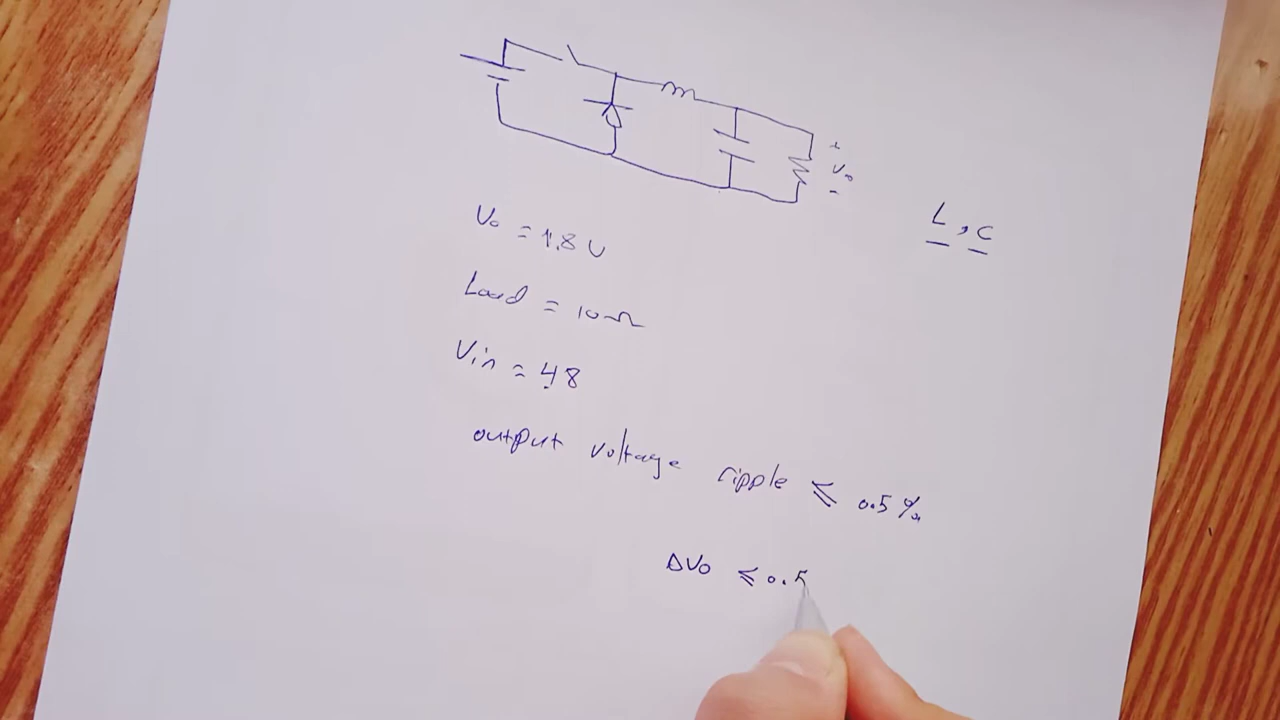 +
Vo
-
L, C
Vo = 1.8 V
Load = 10Ω
Vin = 48
output voltage ripple ≤ 0.5%
ΔVo ≤ 0.5